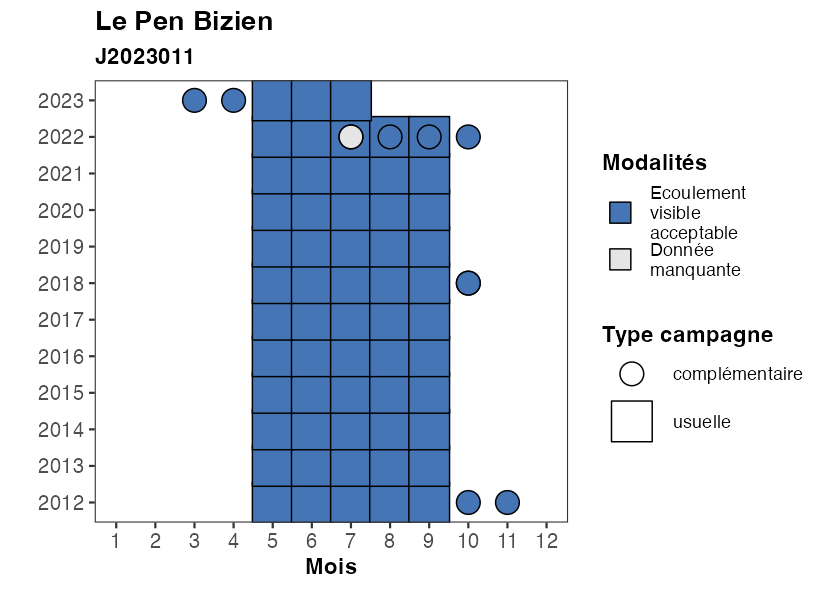 Le Pen Bizien
J2023011
2023
2022
2021
2020
2019
2018
2017
2016
2015
2014
2013
2012
1 2 3 4 5 6 7 8 9 10 11 12
Mois
Modalités
Ecoulement
visible
acceptable
Donnée
manquante
Type campagne
complémentaire
usuelle